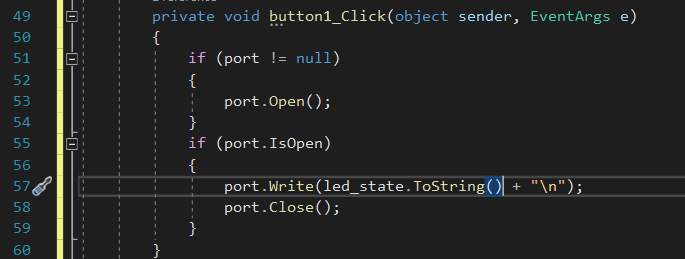 49 private void button1_Click(object sender, EventArgs e)
50 {
51 if (port != null)
52 {
53 port.Open();
54 }
55 if (port.IsOpen)
56 {
57 port.Write(led_state.ToString() + "\n");
58 port.Close();
59 }
60 }